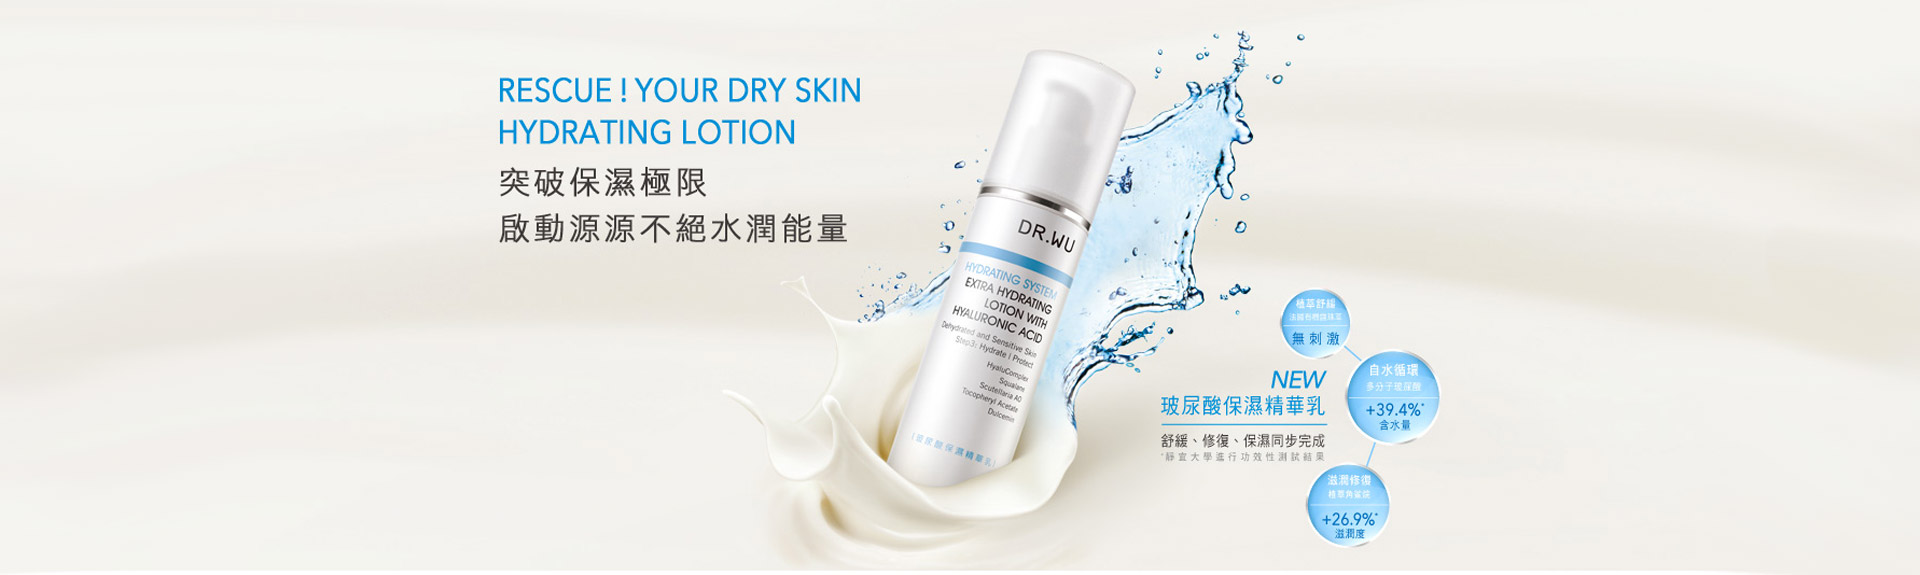 RESCUE ! YOUR DRY SKIN
HYDRATING LOTION
突破保濕極限
啟動源源不絕水潤能量
DR.WU
HYDRATING SYSTEM
EXTRA HYDRATING
LOTION WITH
HYALURONIC ACID
Dehydrated and Sensitive Skin
Step3: Hydrate | Protect
HyaluComplex
Squalane
Scutellaria AO
Tocopheryl Acetate
Dulcemin
玻尿酸保濕精華乳
NEW
玻尿酸保濕精華乳
舒緩、修復、保濕同步完成
*靜宜大學進行功效性測試結果
植萃舒緩
無刺激
自水循環
多分子玻尿酸
+39.4%*
含水量
滋潤修復
植萃角鯊烷
+26.9%*
滋潤度